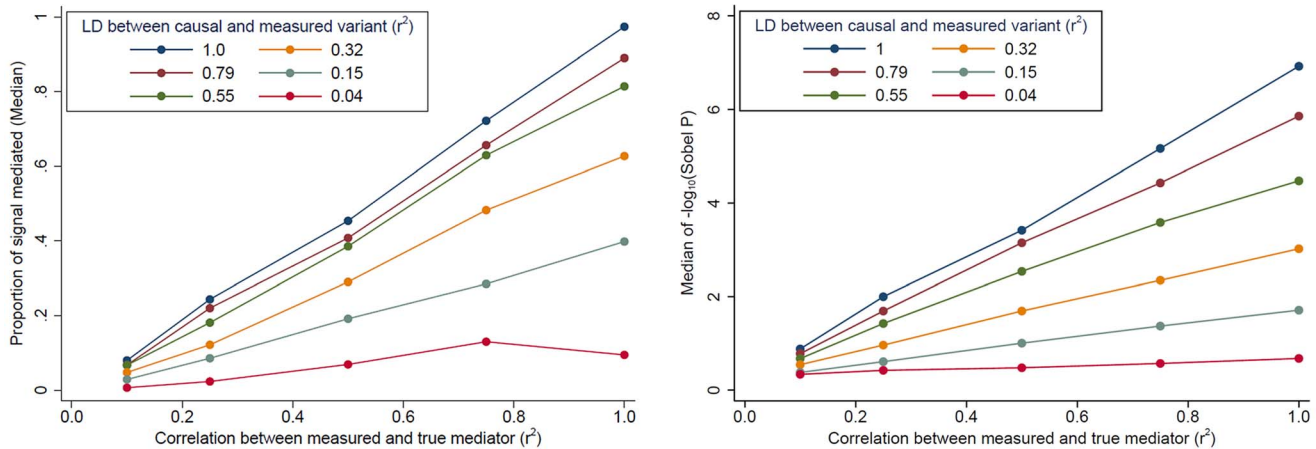 LD between causal and measured variant (r²)
1.0 0.32
0.79 0.15
0.55 0.04
Proportion of signal mediated (Median)
1
.8
.6
.4
.2
0
0.0 0.2 0.4 0.6 0.8 1.0
Correlation between measured and true mediator (r²)
LD between causal and measured variant (r²)
1 0.32
0.79 0.15
0.55 0.04
Median of -log₁₀(Sobel P)
8
6
4
2
0
0.0 0.2 0.4 0.6 0.8 1.0
Correlation between measured and true mediator (r²)